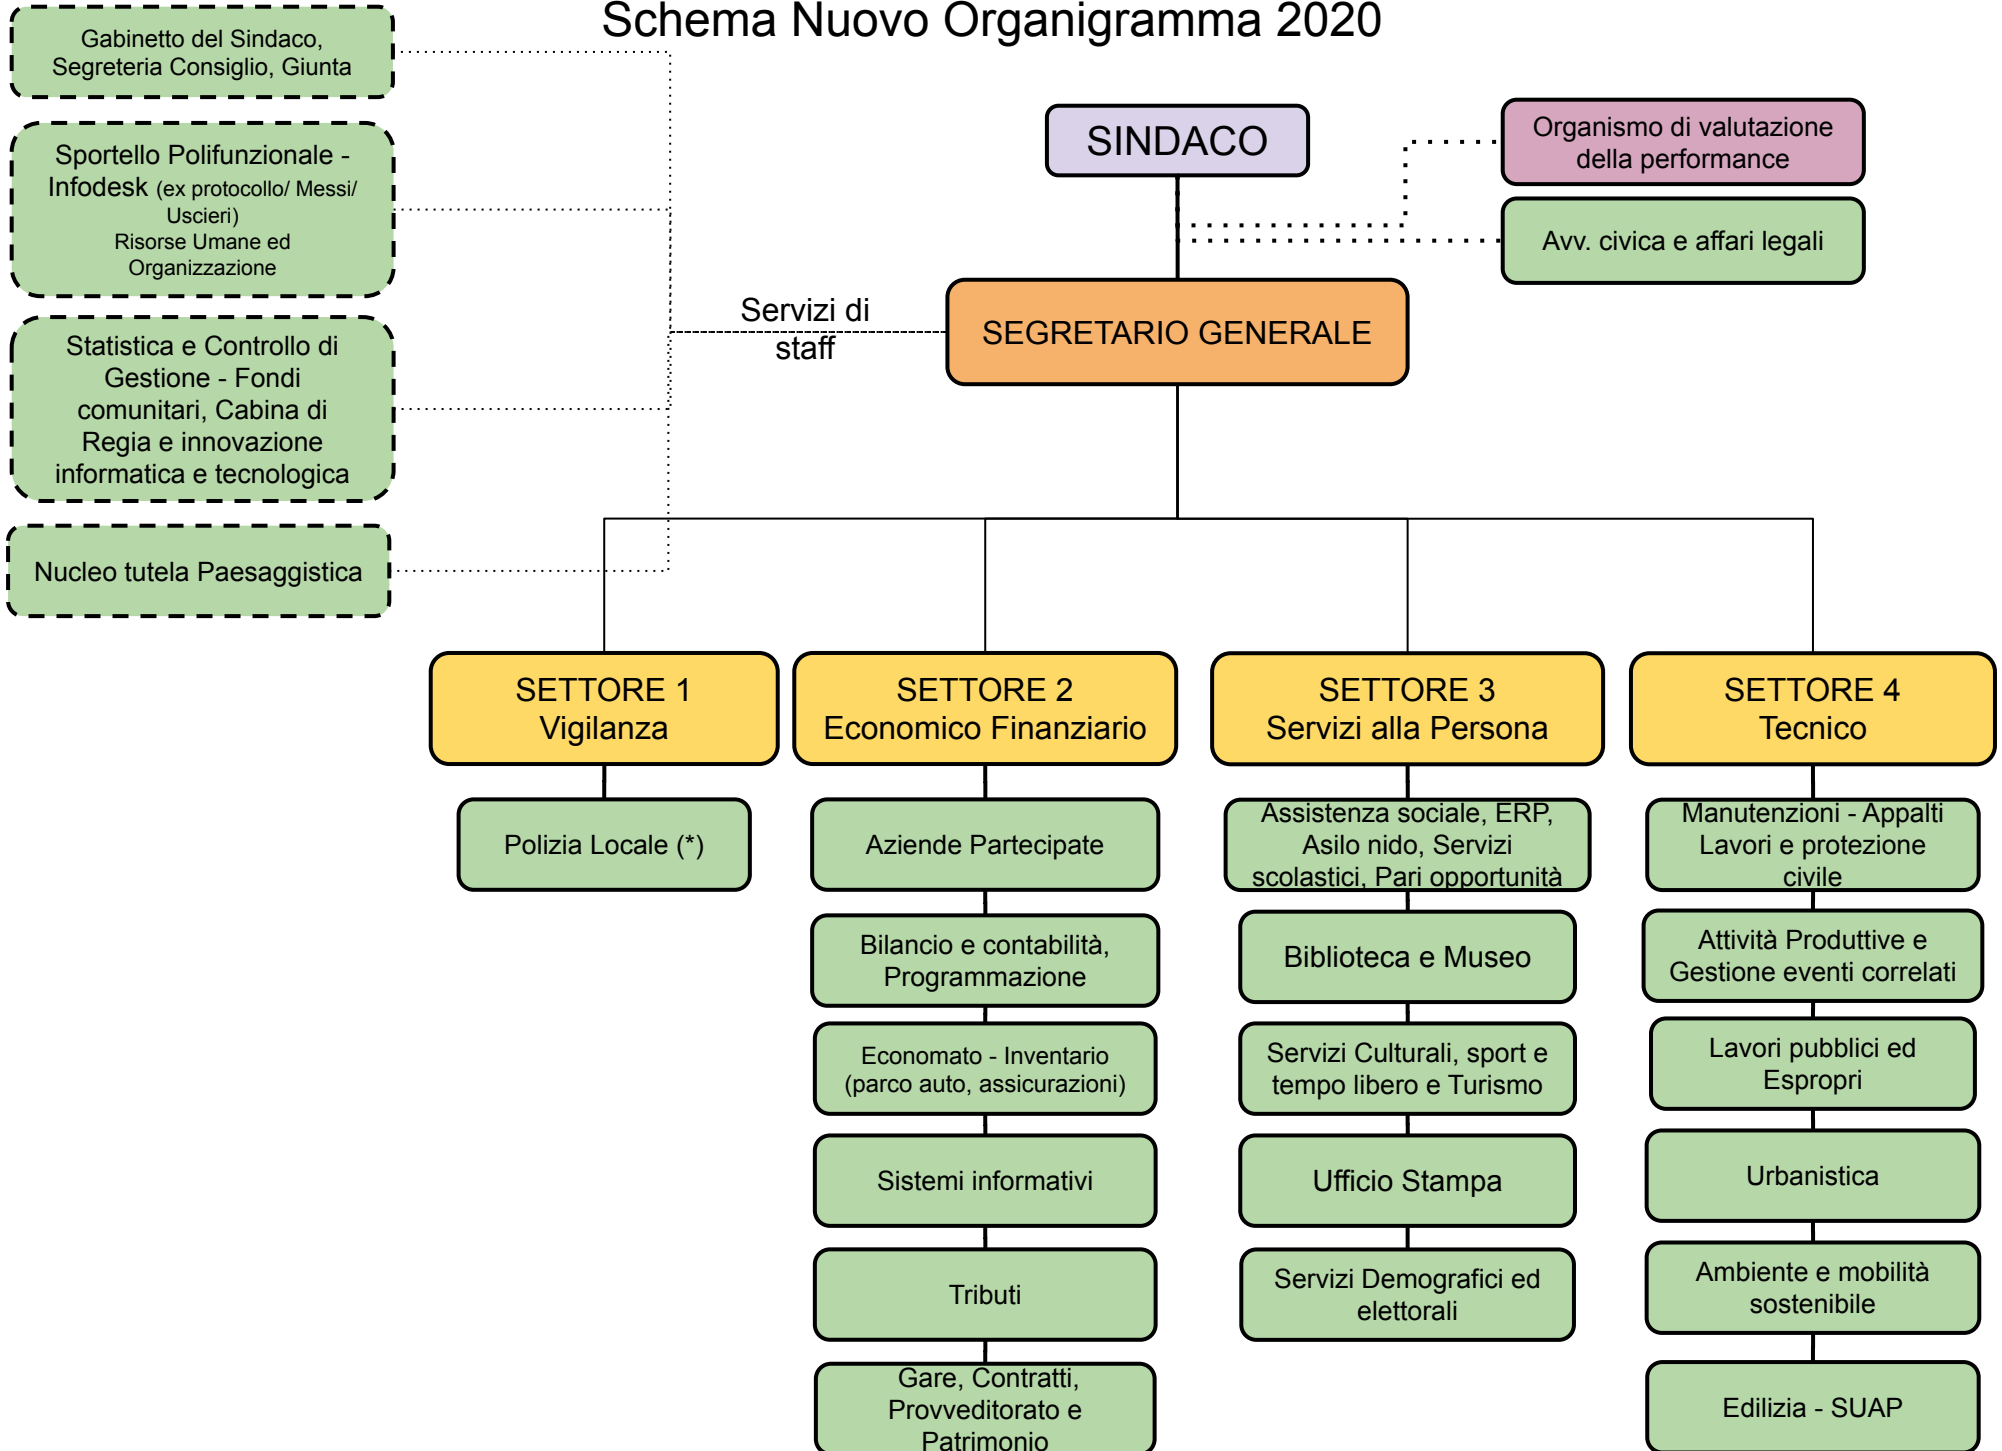 Schema Nuovo Organigramma 2020
Gabinetto del Sindaco,
Segreteria Consiglio, Giunta
Sportello Polifunzionale -
Infodesk (ex protocollo/ Messi/
Uscieri)
Risorse Umane ed
Organizzazione
Statistica e Controllo di
Gestione - Fondi
comunitari, Cabina di
Regia e innovazione
informatica e tecnologica
Nucleo tutela Paesaggistica
SINDACO
Organismo di valutazione
della performance
Avv. civica e affari legali
Servizi di
staff
SEGRETARIO GENERALE
SETTORE 1
Vigilanza
Polizia Locale (*)
SETTORE 2
Economico Finanziario
Aziende Partecipate
Bilancio e contabilità,
Programmazione
Economato - Inventario
(parco auto, assicurazioni)
Sistemi informativi
Tributi
Gare, Contratti,
Provveditorato e
Patrimonio
SETTORE 3
Servizi alla Persona
Assistenza sociale, ERP,
Asilo nido, Servizi
scolastici, Pari opportunità
Biblioteca e Museo
Servizi Culturali, sport e
tempo libero e Turismo
Ufficio Stampa
Servizi Demografici ed
elettorali
SETTORE 4
Tecnico
Manutenzioni - Appalti
Lavori e protezione
civile
Attività Produttive e
Gestione eventi correlati
Lavori pubblici ed
Espropri
Urbanistica
Ambiente e mobilità
sostenibile
Edilizia - SUAP